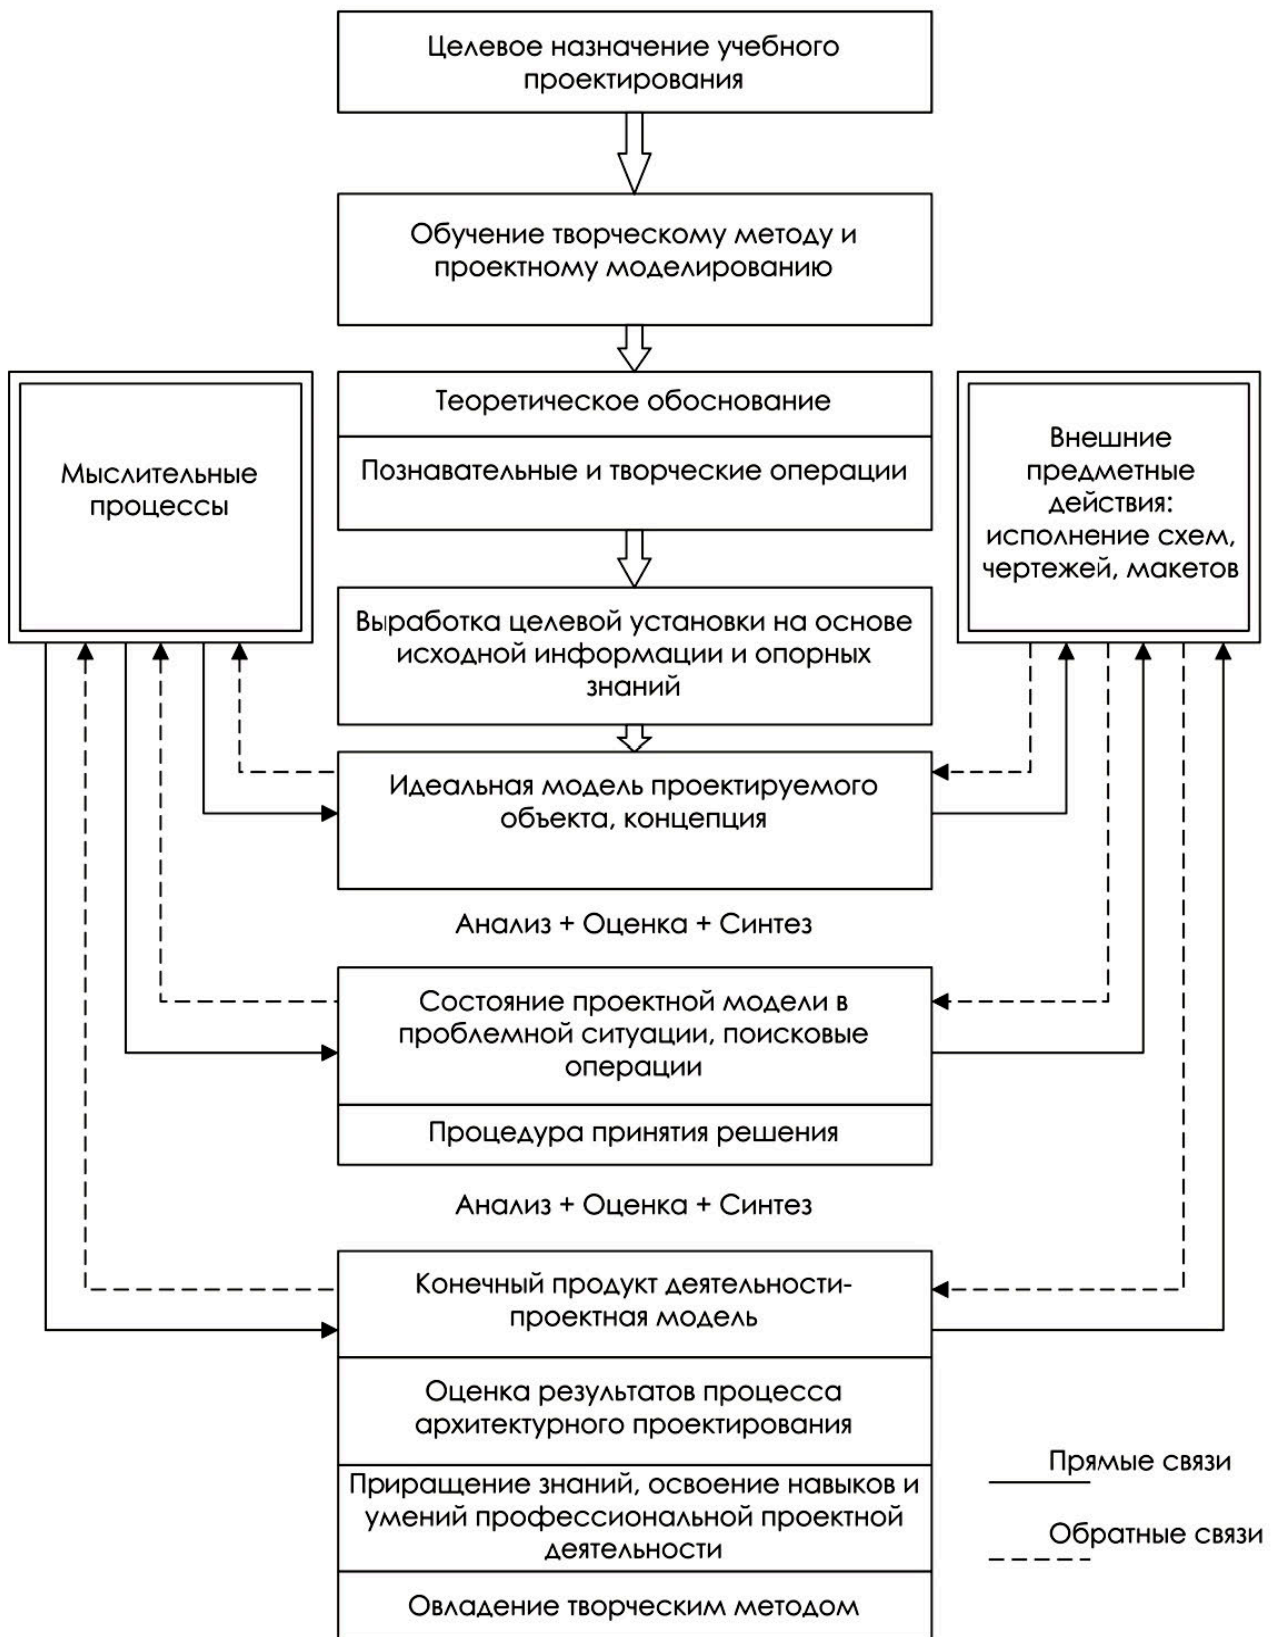 Целевое назначение учебного
проектирования
Обучение творческому методу и
проектному моделированию
Теоретическое обоснование
Познавательные и творческие операции
Мыслительные
процессы
Внешние
предметные
действия:
исполнение схем,
чертежей, макетов
Выработка целевой установки на основе
исходной информации и опорных
знаний
Идеальная модель проектируемого
объекта, концепция
Анализ + Оценка + Синтез
Состояние проектной модели в
проблемной ситуации, поисковые
операции
Процедура принятия решения
Анализ + Оценка + Синтез
Конечный продукт деятельности-
проектная модель
Оценка результатов процесса
архитектурного проектирования
Приращение знаний, освоение навыков и
умений профессиональной проектной
деятельности
Овладение творческим методом
Прямые связи
Обратные связи